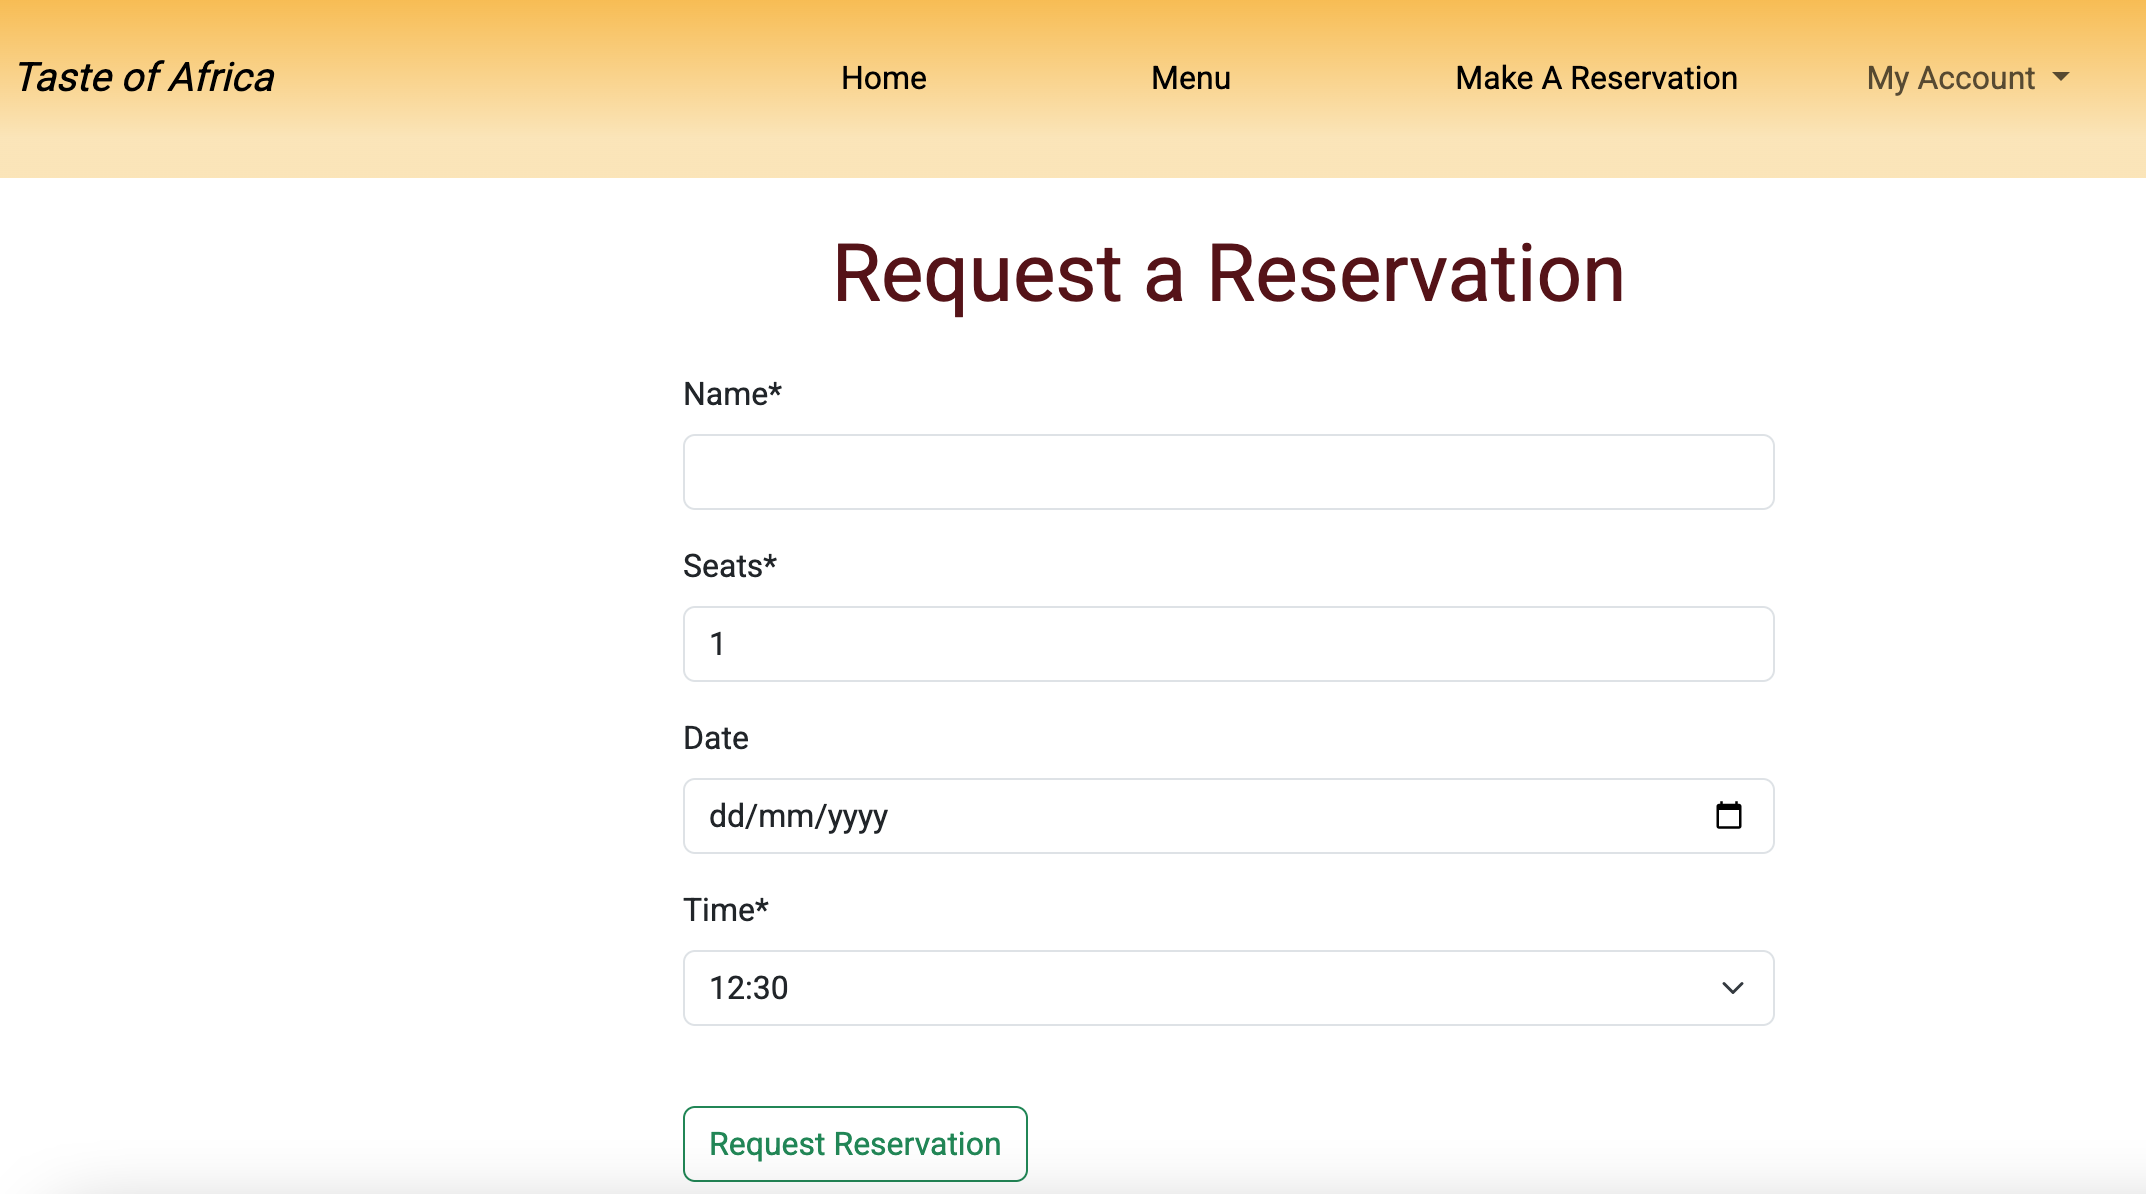 Taste of Africa
Home Menu Make A Reservation My Account
Request a Reservation
Name*
Seats*
1
Date
dd/mm/yyyy
Time*
12:30
Request Reservation